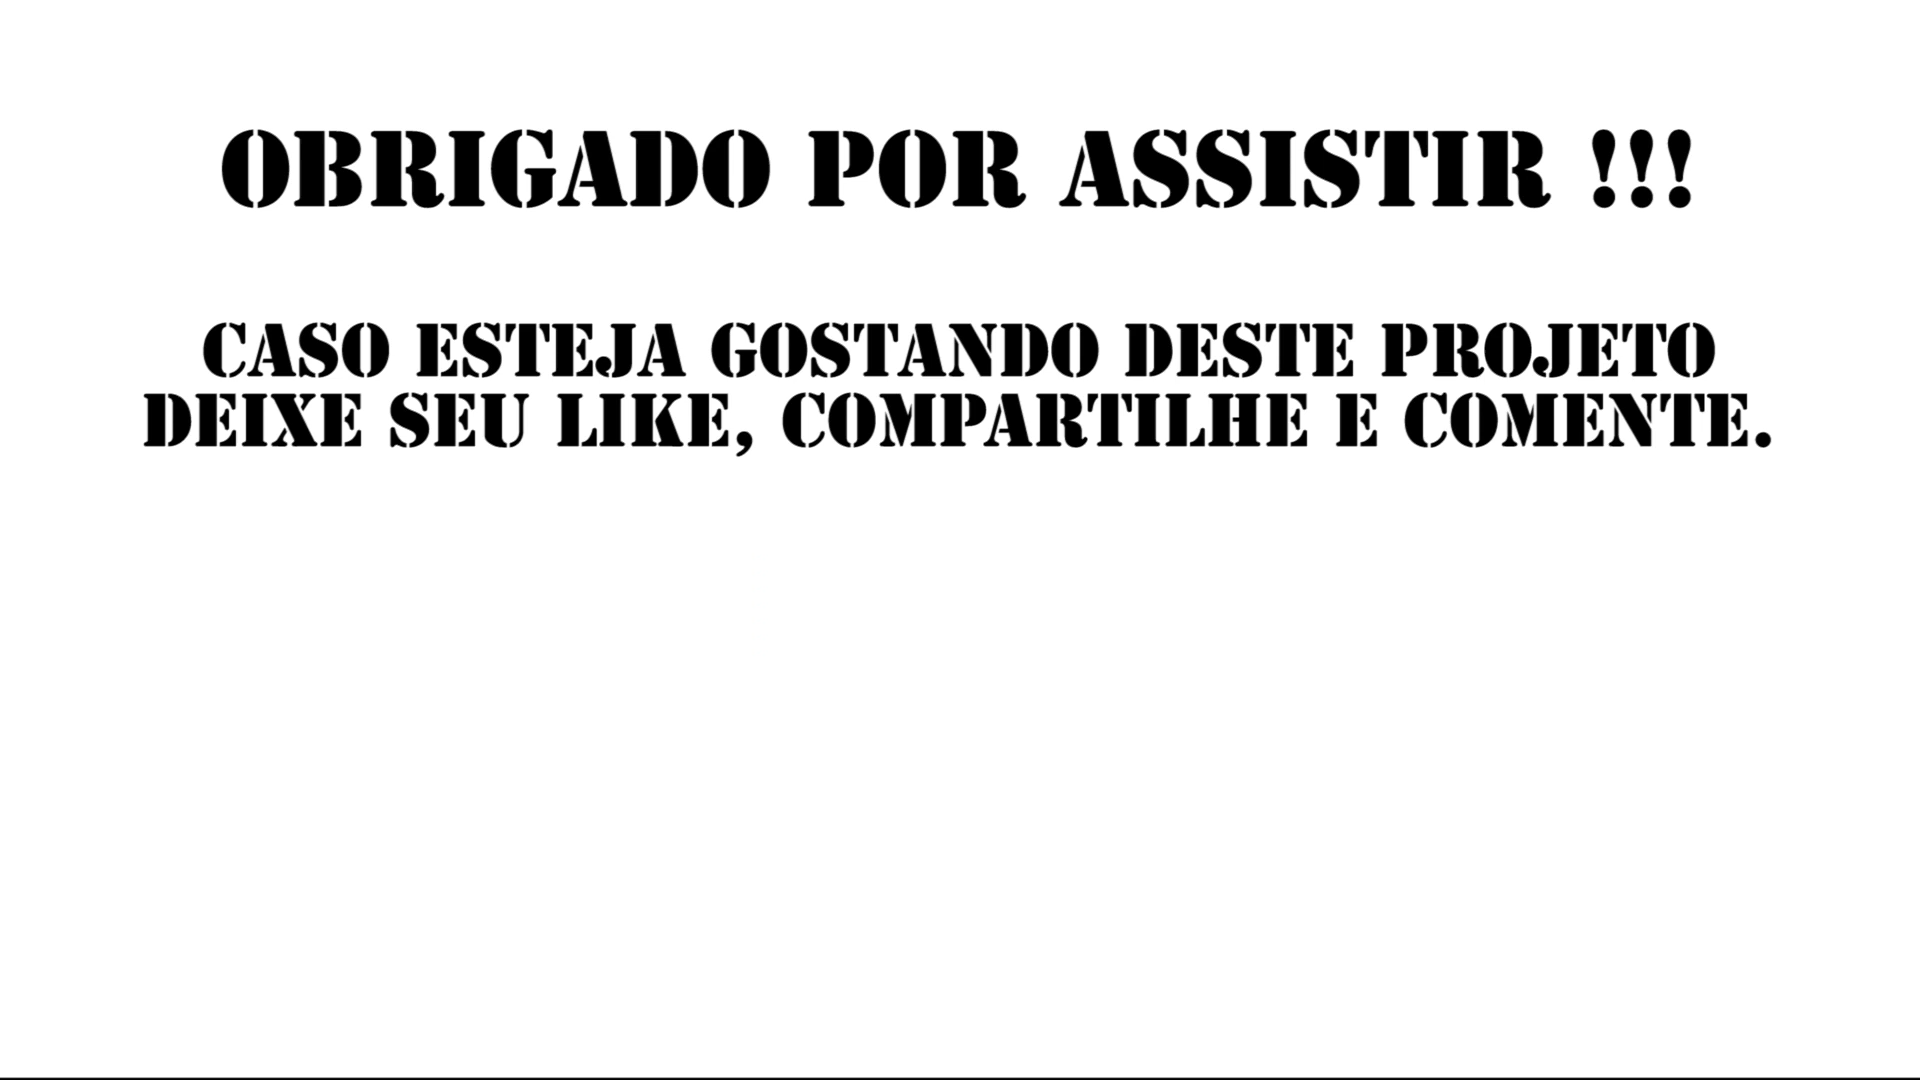 OBRIGADO POR ASSISTIR !!!
CASO ESTEJA GOSTANDO DESTE PROJETO
DEIXE SEU LIKE, COMPARTILHE E COMENTE.